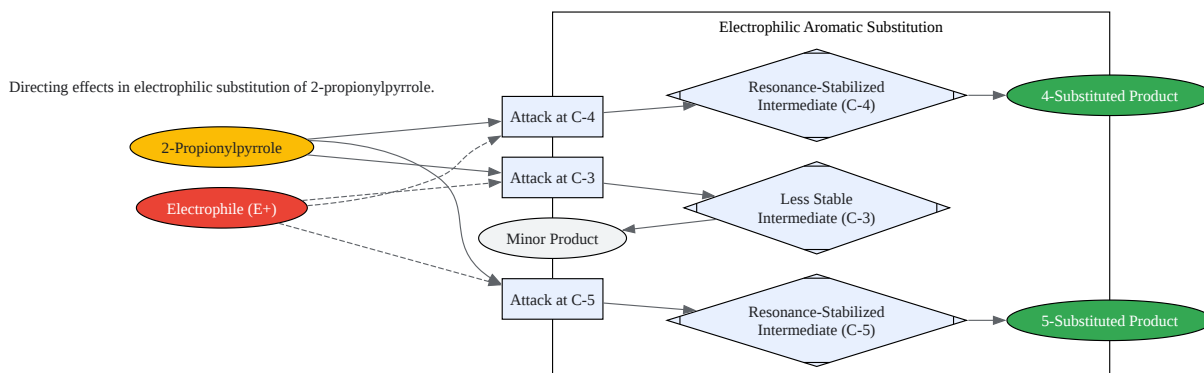 Electrophilic Aromatic Substitution
Directing effects in electrophilic substitution of 2-propionylpyrrole.
Resonance-Stabilized
Intermediate (C-4)
4-Substituted Product
Attack at C-4
2-Propionylpyrrole
Attack at C-3
Electrophile (E+)
Less Stable
Intermediate (C-3)
Minor Product
Attack at C-5
Resonance-Stabilized
Intermediate (C-5)
5-Substituted Product